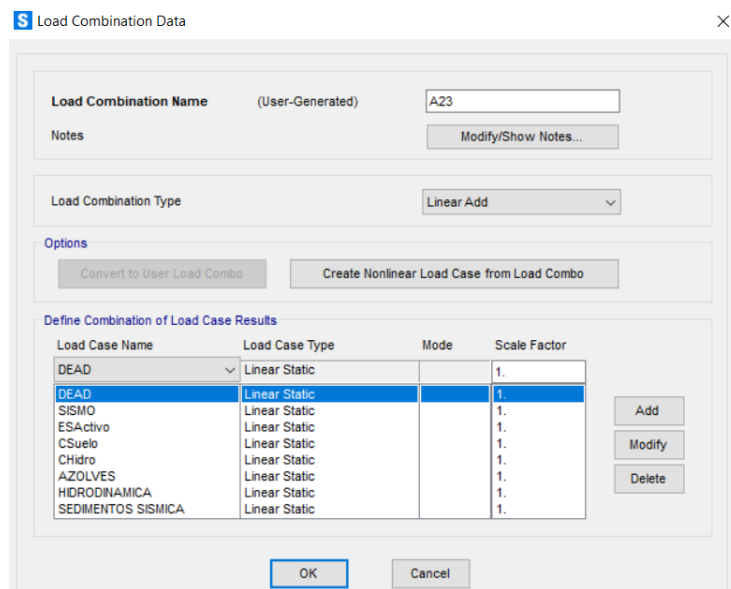 S Load Combination Data
Load Combination Name (User-Generated) A23
Notes Modify/Show Notes...
Load Combination Type Linear Add
Options
Convert to User Load Combo Create Nonlinear Load Case from Load Combo
Define Combination of Load Case Results
Load Case Name Load Case Type Mode Scale Factor
DEAD Linear Static 1.
DEAD Linear Static 1.
SISMO Linear Static 1.
ESActivo Linear Static 1.
CSuelo Linear Static 1.
CHidro Linear Static 1.
AZOLVES Linear Static 1.
HIDRODINAMICA Linear Static 1.
SEDIMENTOS SISMICA Linear Static 1.
Add
Modify
Delete
OK Cancel